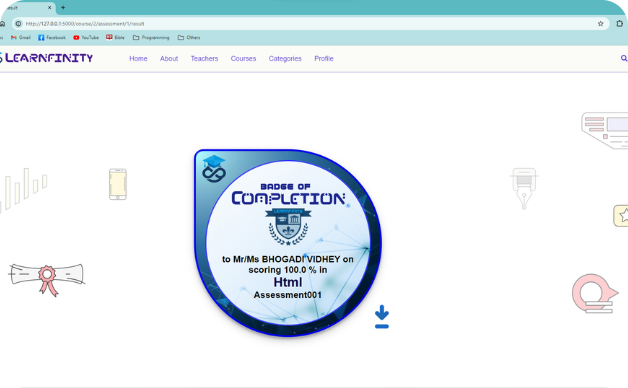 http://127.0.0.1:5000/course/2/assessment/1/result
Gmail Facebook YouTube Bible Programming Others
LEARNFINITY Home About Teachers Courses Categories Profile
BADGE OF
COMPLETION
to Mr/Ms BHOGADI VIDHEY on
scoring 100.0 % in
Html
Assessment001